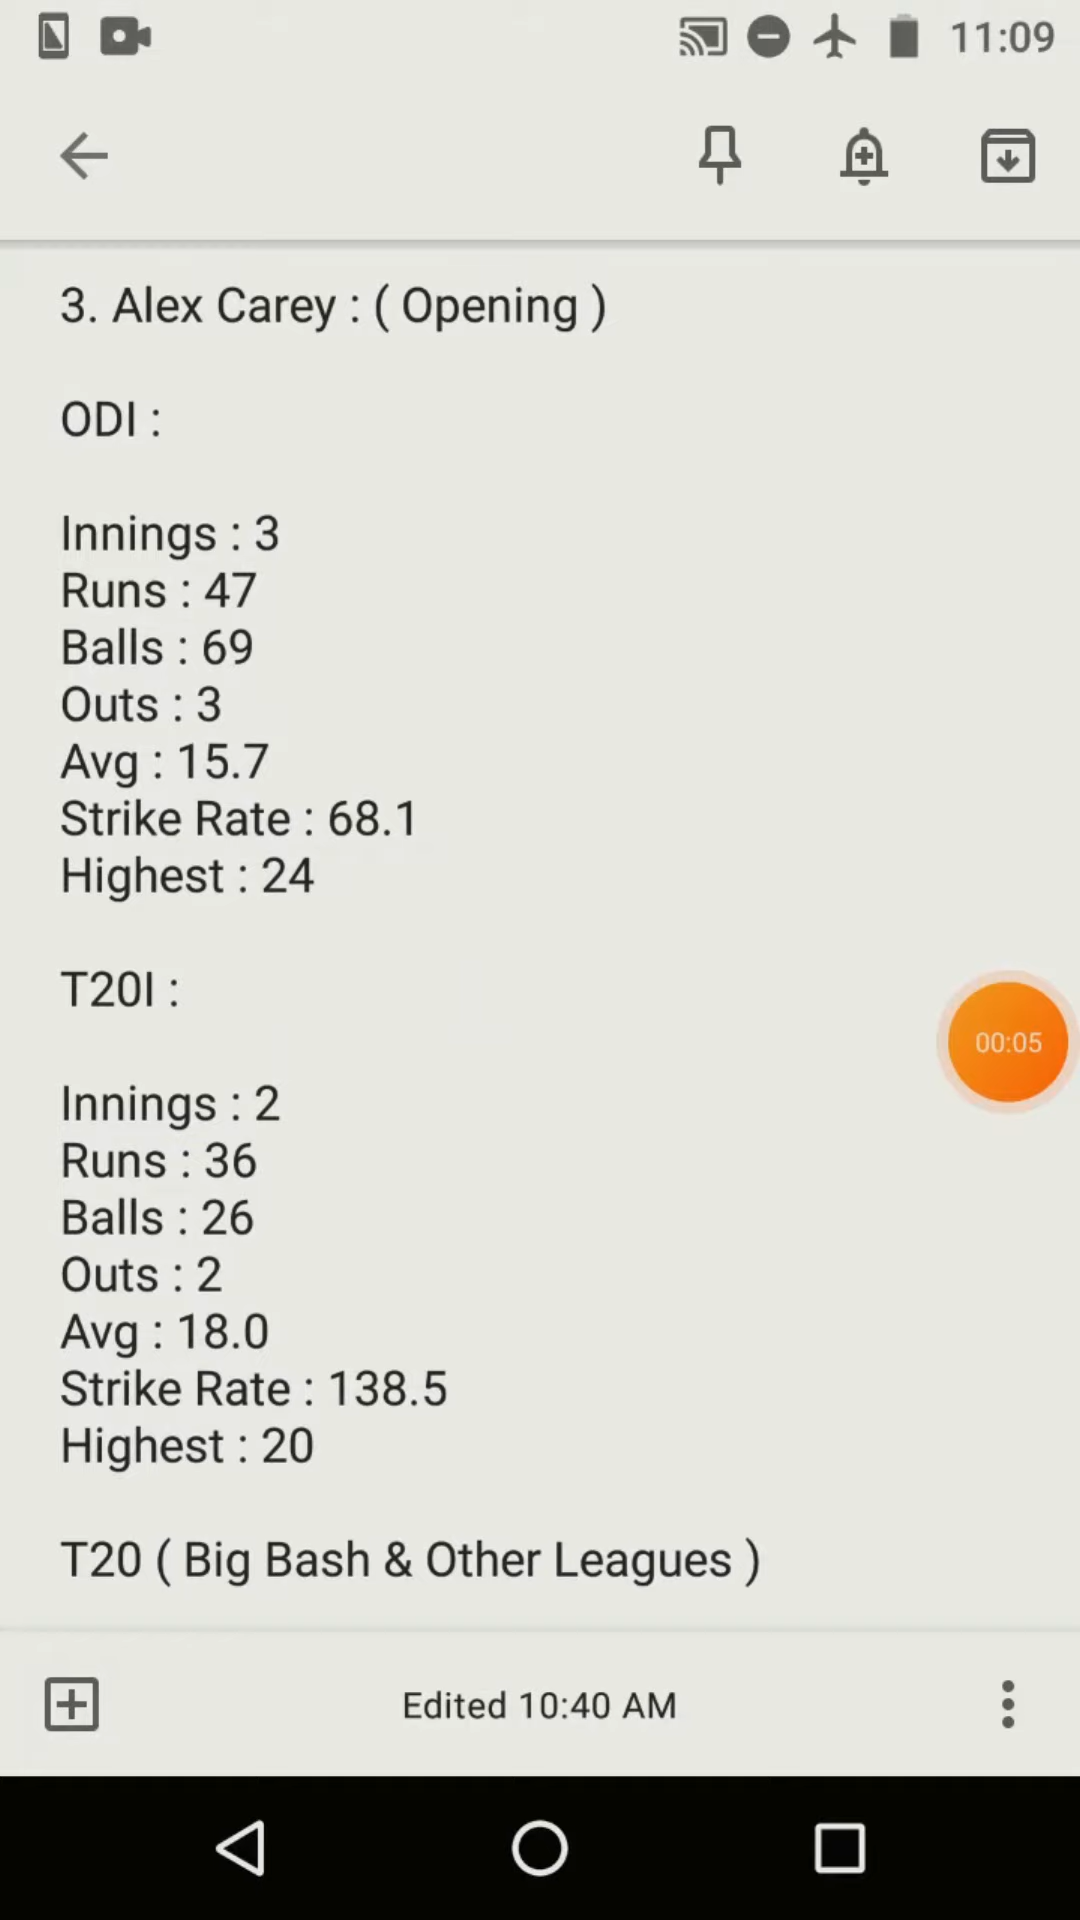 11:09
3. Alex Carey : ( Opening )
ODI :
Innings : 3
Runs : 47
Balls : 69
Outs : 3
Avg : 15.7
Strike Rate : 68.1
Highest : 24
T20I :
00:05
Innings : 2
Runs : 36
Balls : 26
Outs : 2
Avg : 18.0
Strike Rate : 138.5
Highest : 20
T20 ( Big Bash & Other Leagues )
Edited 10:40 AM